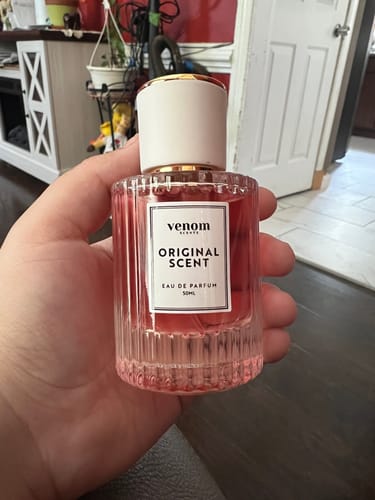 venom
SCENTS
ORIGINAL
SCENT
EAU DE PARFUM
50ML